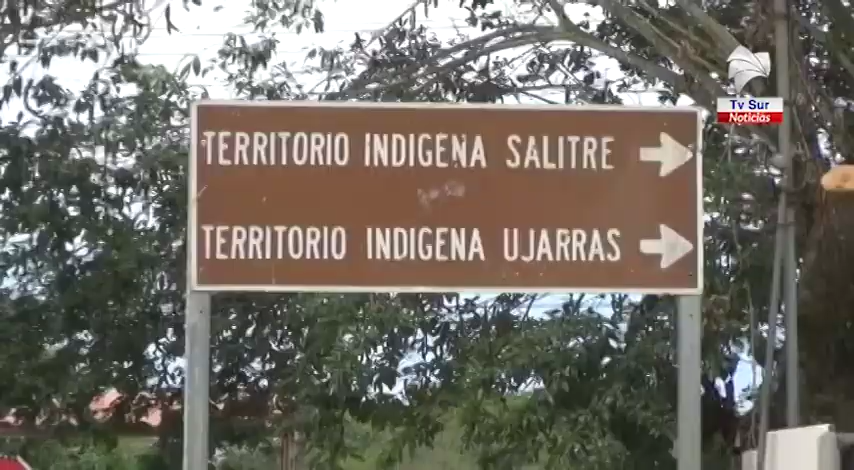 Tv Sur
Noticias
TERRITORIO INDIGENA SALITRE
TERRITORIO INDIGENA UJARRAS